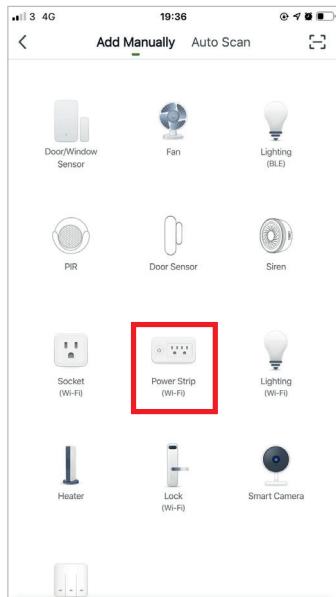 3 4G 19:36
Add Manually Auto Scan
Door/Window
Sensor
Fan
Lighting
(BLE)
PIR
Door Sensor
Siren
Socket
(Wi-Fi)
Power Strip
(Wi-Fi)
Lighting
(Wi-Fi)
Heater
Lock
(Wi-Fi)
Smart Camera